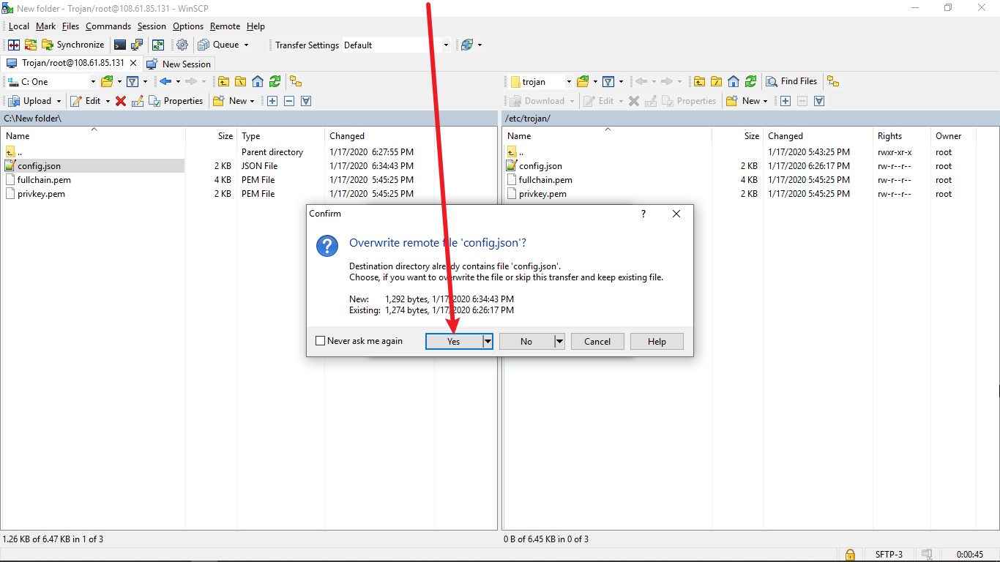 New folder - Trojan/root@108.61.85.131 - WinSCP
Local Mark Files Commands Session Options Remote Help
Synchronize Queue Transfer Settings Default
Trojan/root@108.61.85.131 New Session
C: One trojan Find Files
Upload Edit Properties New Download Edit Properties New
C:\New folder\ /etc/trojan/
Name Size Type Changed Name Size Changed Rights Owner
.. Parent directory 1/17/2020 6:27:55 PM .. 1/17/2020 5:43:25 PM rwxr-xr-x root
config.json 2 KB JSON File 1/17/2020 6:34:43 PM config.json 2 KB 1/17/2020 6:26:17 PM rw-r--r-- root
fullchain.pem 4 KB PEM File 1/17/2020 5:45:25 PM fullchain.pem 4 KB 1/17/2020 5:45:25 PM rw-r--r-- root
privkey.pem 2 KB PEM File 1/17/2020 5:45:25 PM privkey.pem 2 KB 1/17/2020 5:45:25 PM rw-r--r-- root
Confirm ?
Overwrite remote file 'config.json'?
Destination directory already contains file 'config.json'.
Choose, if you want to overwrite the file or skip this transfer and keep existing file.
New: 1,292 bytes, 1/17/2020 6:34:43 PM
Existing: 1,274 bytes, 1/17/2020 6:26:17 PM
Never ask me again Yes No Cancel Help
1.26 KB of 6.47 KB in 1 of 3 0 B of 6.45 KB in 0 of 3
SFTP-3 0:00:45